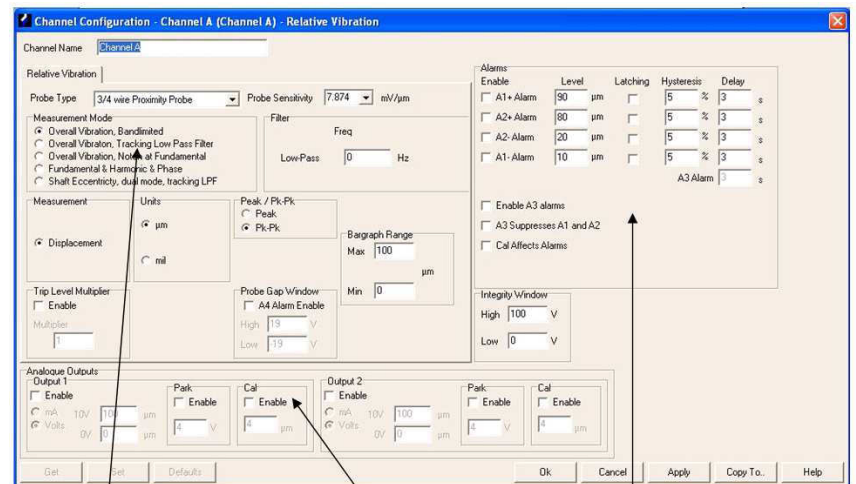 Channel Configuration - Channel A (Channel A) - Relative Vibration
Channel Name Channel A
Relative Vibration
Probe Type 3/4 wire Proximity Probe Probe Sensitivity 7.874 mV/µm
Measurement Mode
Overall Vibration, Bandlimited
Overall Vibraton, Tracking Low Pass Filter
Overall Vibration, Notch at Fundamental
Fundamental & Harmonic & Phase
Shaft Eccentricty, dual mode, tracking LPF
Filter
Freq
Low-Pass 0 Hz
Measurement
Displacement
Units
µm
mil
Peak / Pk-Pk
Peak
Pk-Pk
Bargraph Range
Max 100
µm
Min 0
Trip Level Multiplier
Enable
Multiplier
1
Probe Gap Window
A4 Alarm Enable
High 19 V
Low -19 V
Alarms
Enable Level Latching Hysteresis Delay
A1+ Alarm 90 µm 5 % 3 s
A2+ Alarm 80 µm 5 % 3 s
A2- Alarm 20 µm 5 % 3 s
A1- Alarm 10 µm 5 % 3 s
A3 Alarm 3 s
Enable A3 alarms
A3 Suppresses A1 and A2
Cal Affects Alarms
Integrity Window
High 100 V
Low 0 V
Analogue Outputs
Output 1
Enable
mA 10V 100 µm
Volts 0V 0 µm
Park
Enable
4 V
Cal
Enable
4 µm
Output 2
Enable
mA 10V 100 µm
Volts 0V 0 µm
Park
Enable
4 V
Cal
Enable
4 µm
Get Set Defaults Ok Cancel Apply Copy To.. Help